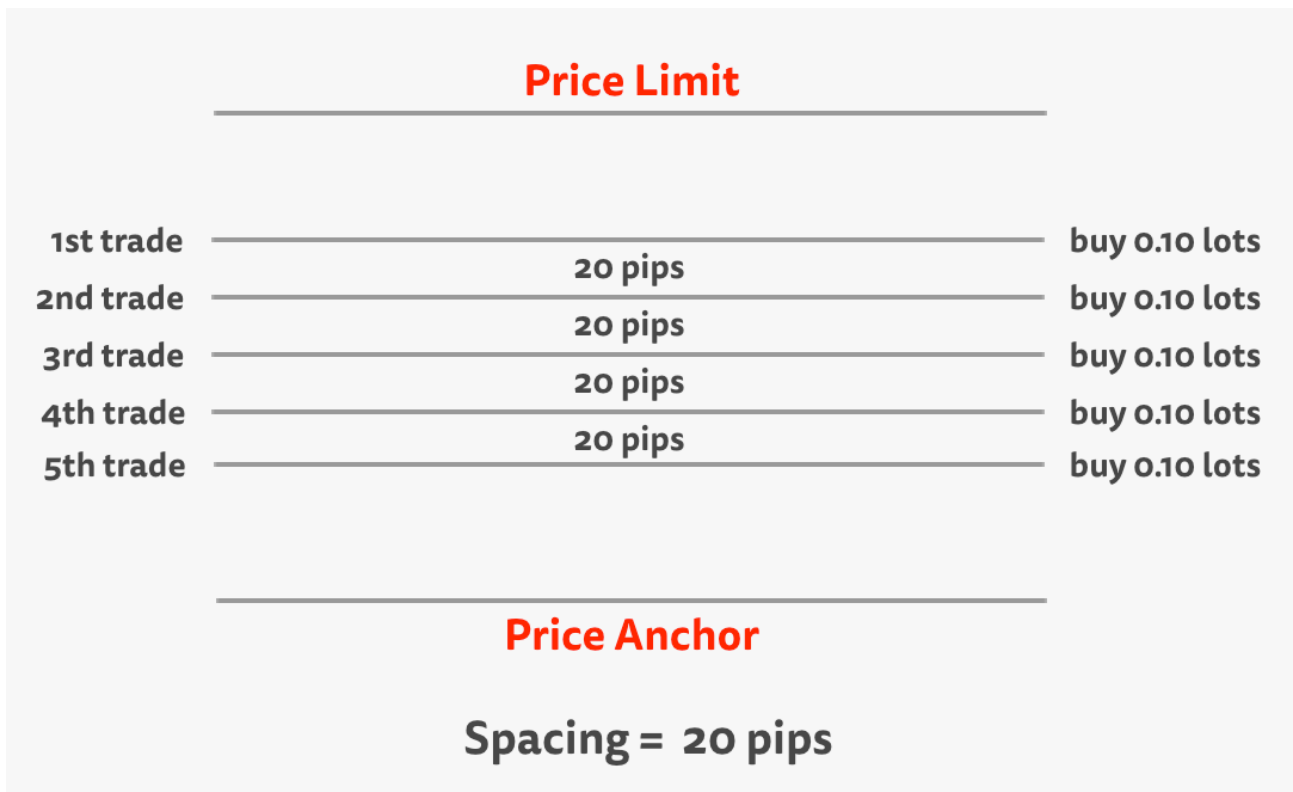 Price Limit
1st trade buy 0.10 lots
20 pips
2nd trade buy 0.10 lots
20 pips
3rd trade buy 0.10 lots
20 pips
4th trade buy 0.10 lots
20 pips
5th trade buy 0.10 lots
Price Anchor
Spacing = 20 pips